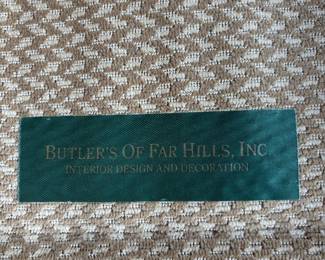 BUTLER'S OF FAR HILLS, INC.
INTERIOR DESIGN AND DECORATION